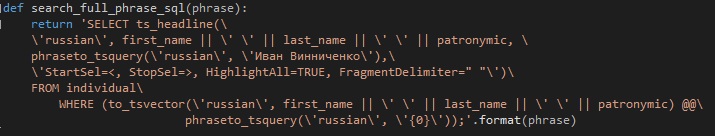 def search_full_phrase_sql(phrase):
    return 'SELECT ts_headline(\
    \'russian\', first_name || \' \' || last_name || \' \' || patronymic, \
    phraseto_tsquery(\'russian\', \'Иван Винниченко\'),\
    \'StartSel=<, StopSel=>, HighlightAll=TRUE, FragmentDelimiter=" "\')\
    FROM individual\
        WHERE (to_tsvector(\'russian\', first_name || \' \' || last_name || \' \' || patronymic) @@\
                        phraseto_tsquery(\'russian\', \'{0}\'));'.format(phrase)